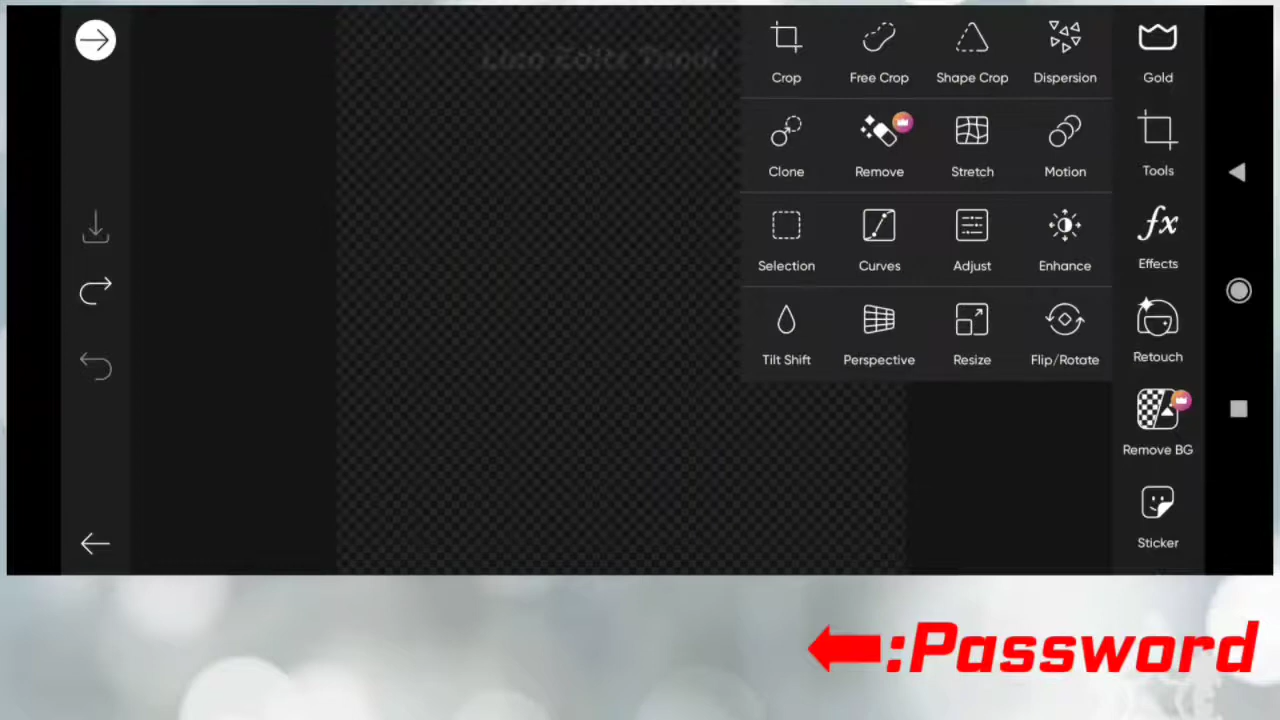 Crop Free Crop Shape Crop Dispersion Gold
Clone Remove Stretch Motion Tools
Selection Curves Adjust Enhance Effects
Tilt Shift Perspective Resize Flip/Rotate Retouch
Remove BG
Sticker
:Password